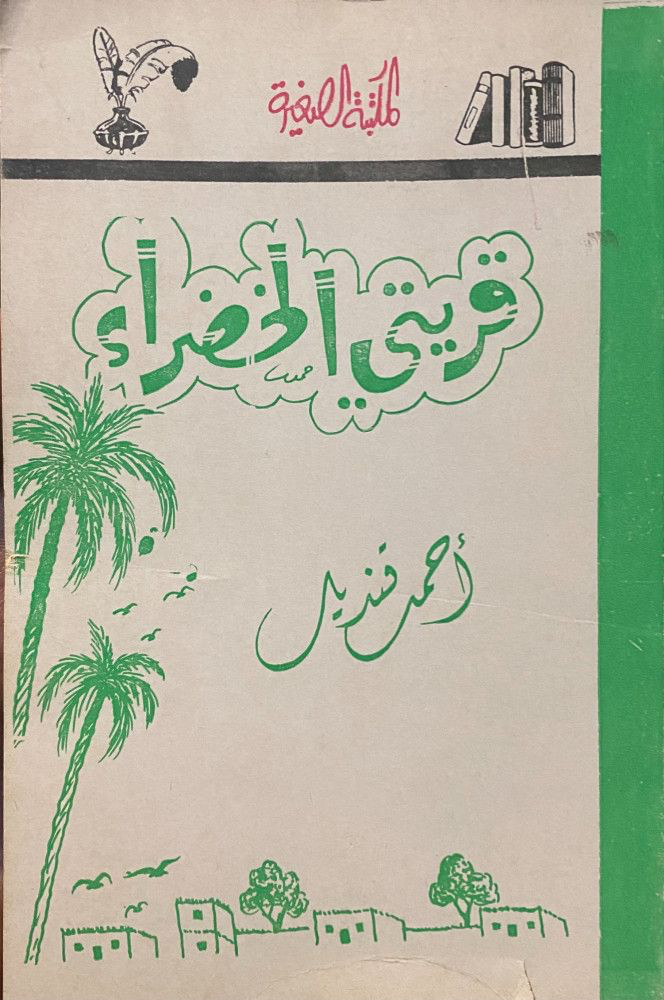 المكتبة الصغيرة
قريتي الخضراء
أحمد قنديل